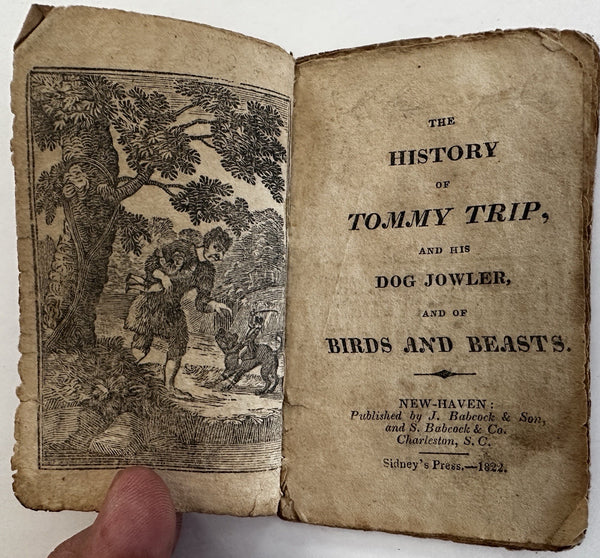 THE
HISTORY
OF
TOMMY TRIP,
AND HIS
DOG JOWLER,
AND OF
BIRDS AND BEASTS.
NEW-HAVEN:
Published by J. Babcock & Son,
and S. Babcock & Co.
Charleston, S. C.
Sidney's Press.—1822.